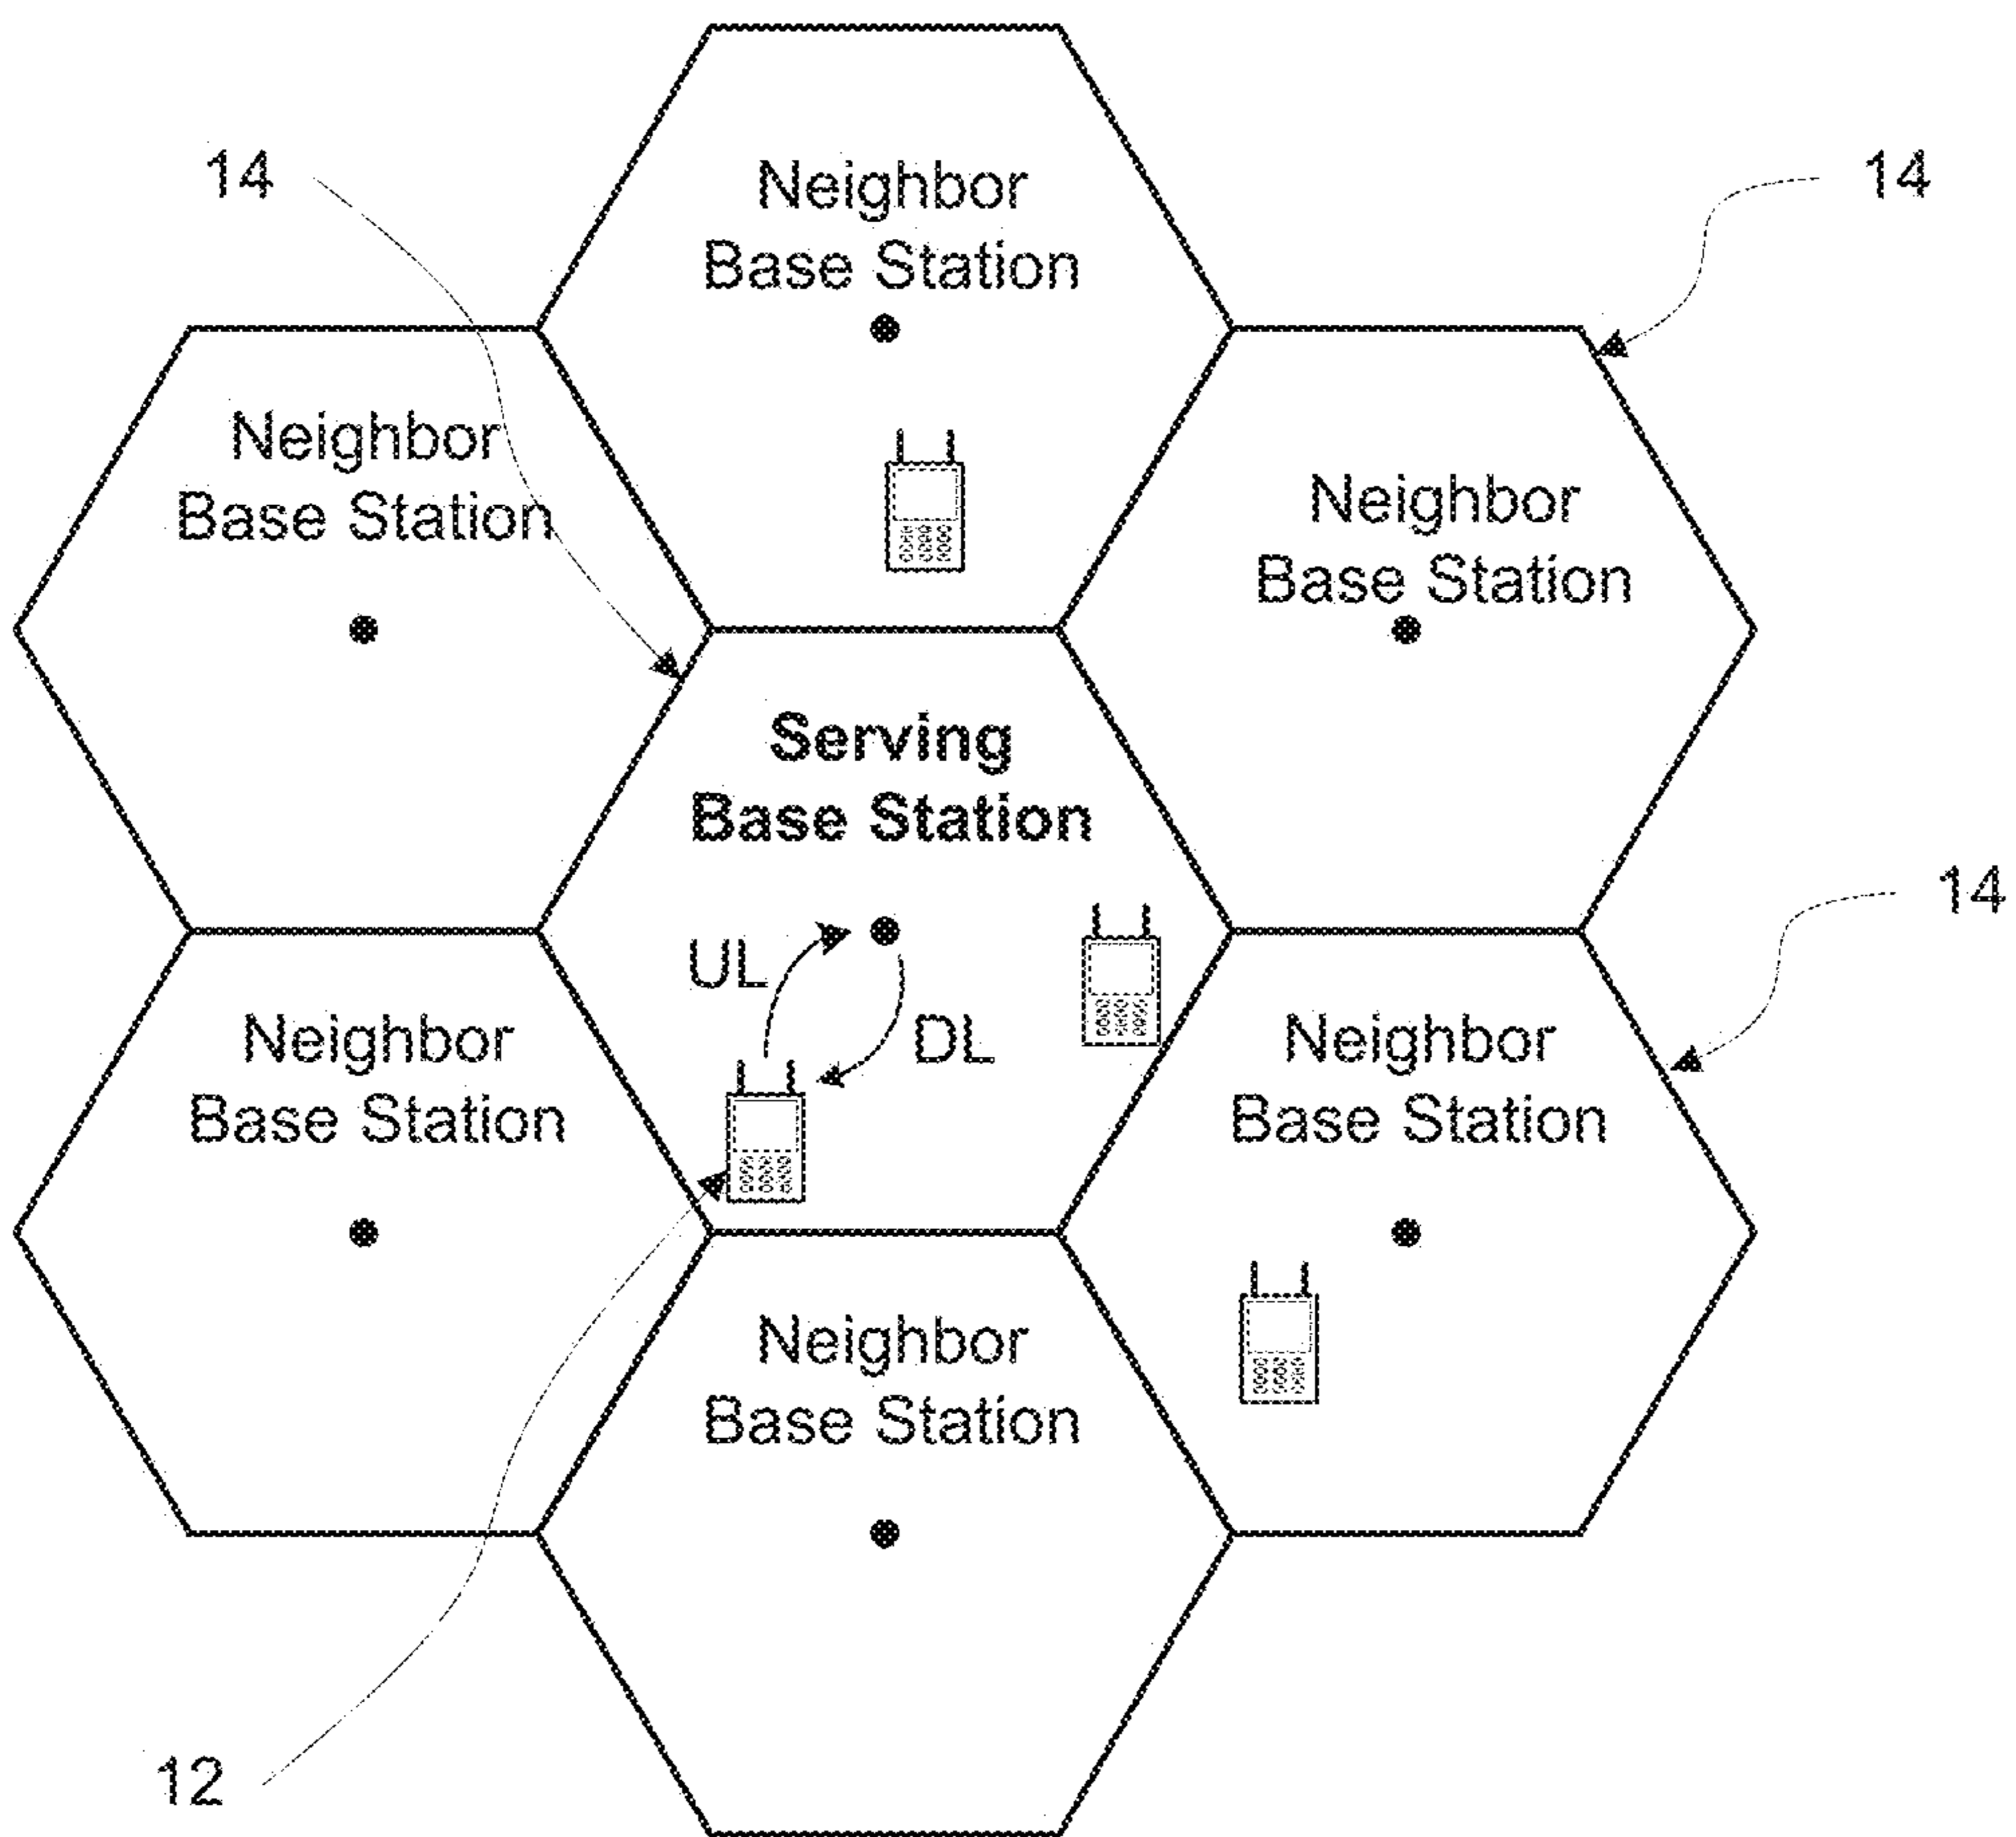 14
Neighbor
Base Station
14
Neighbor
Base Station
Neighbor
Base Station
Serving
Base Station
14
UL
DL
Neighbor
Base Station
Neighbor
Base Station
Neighbor
Base Station
12